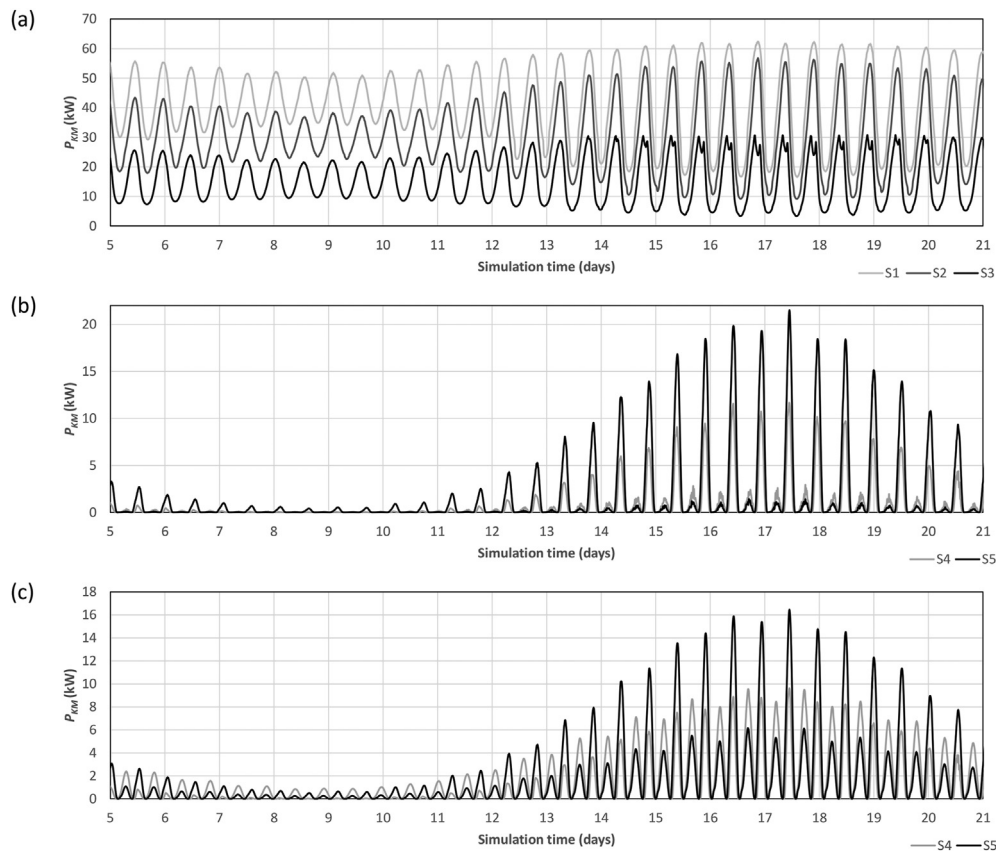 (a)
70
60
50
40
30
20
10
0
P_KM (kW)
5 6 7 8 9 10 11 12 13 14 15 16 17 18 19 20 21
Simulation time (days)
S1 S2 S3
(b)
20
15
10
5
0
P_KM (kW)
5 6 7 8 9 10 11 12 13 14 15 16 17 18 19 20 21
Simulation time (days)
S4 S5
(c)
18
16
14
12
10
8
6
4
2
0
P_KM (kW)
5 6 7 8 9 10 11 12 13 14 15 16 17 18 19 20 21
Simulation time (days)
S4 S5